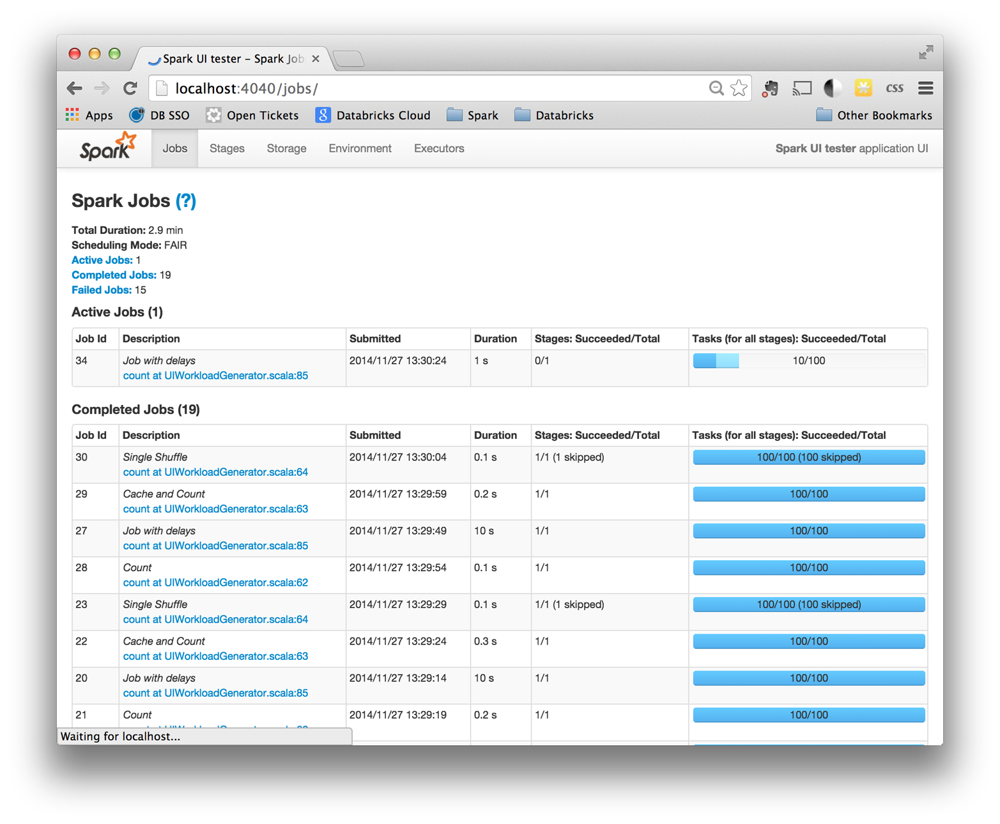 Spark UI tester – Spark Job
localhost:4040/jobs/
css
Apps DB SSO Open Tickets Databricks Cloud Spark Databricks Other Bookmarks
Spark Jobs Stages Storage Environment Executors Spark UI tester application UI
Spark Jobs (?)
Total Duration: 2.9 min
Scheduling Mode: FAIR
Active Jobs: 1
Completed Jobs: 19
Failed Jobs: 15
Active Jobs (1)
Job Id Description Submitted Duration Stages: Succeeded/Total Tasks (for all stages): Succeeded/Total
34 Job with delays 2014/11/27 13:30:24 1 s 0/1 10/100
count at UIWorkloadGenerator.scala:85
Completed Jobs (19)
Job Id Description Submitted Duration Stages: Succeeded/Total Tasks (for all stages): Succeeded/Total
30 Single Shuffle 2014/11/27 13:30:04 0.1 s 1/1 (1 skipped) 100/100 (100 skipped)
count at UIWorkloadGenerator.scala:64
29 Cache and Count 2014/11/27 13:29:59 0.2 s 1/1 100/100
count at UIWorkloadGenerator.scala:63
27 Job with delays 2014/11/27 13:29:49 10 s 1/1 100/100
count at UIWorkloadGenerator.scala:85
28 Count 2014/11/27 13:29:54 0.1 s 1/1 100/100
count at UIWorkloadGenerator.scala:62
23 Single Shuffle 2014/11/27 13:29:29 0.1 s 1/1 (1 skipped) 100/100 (100 skipped)
count at UIWorkloadGenerator.scala:64
22 Cache and Count 2014/11/27 13:29:24 0.3 s 1/1 100/100
count at UIWorkloadGenerator.scala:63
20 Job with delays 2014/11/27 13:29:14 10 s 1/1 100/100
count at UIWorkloadGenerator.scala:85
21 Count 2014/11/27 13:29:19 0.2 s 1/1 100/100
Waiting for localhost...